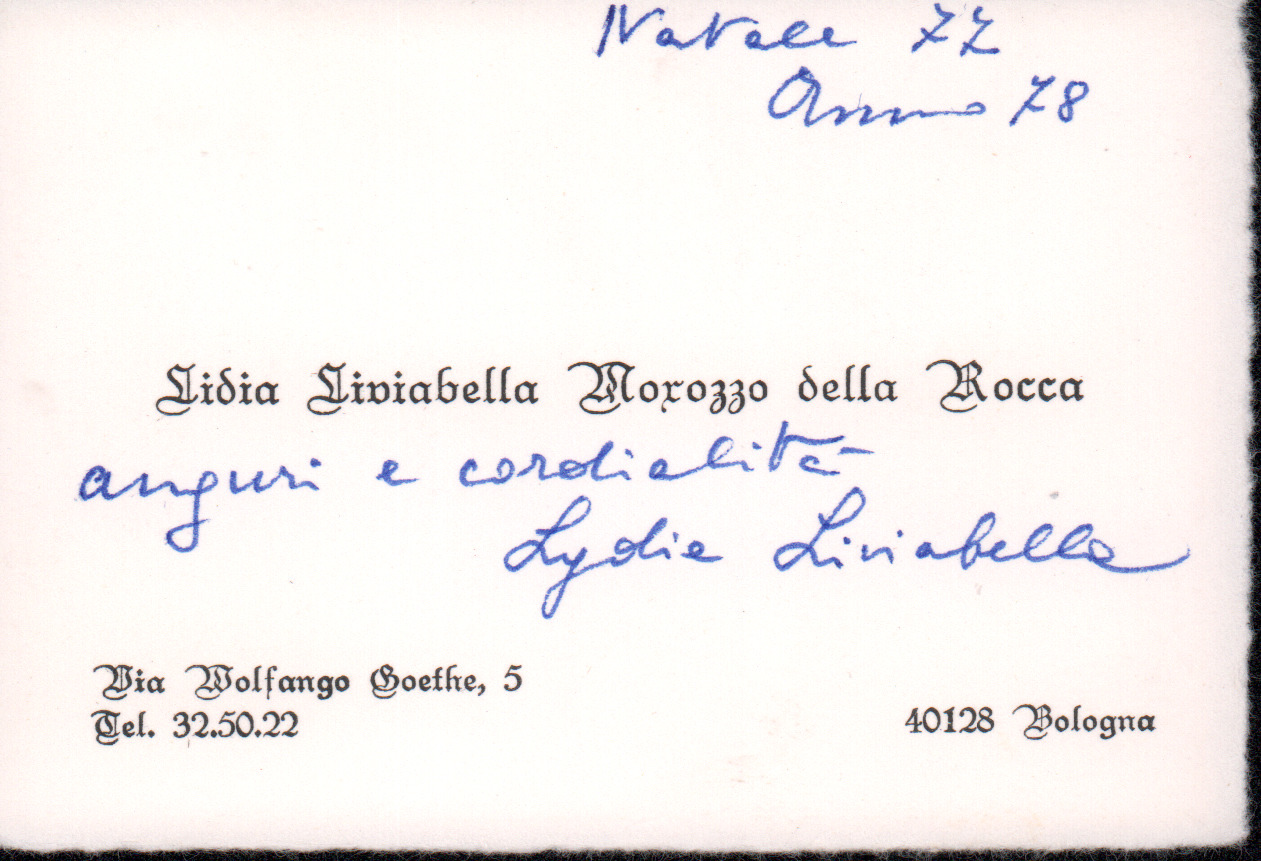 Natale 77
Anno 78
Lidia Liviabella Morozzo della Rocca
anguri e cordialità
Lydia Liviabella
Via Wolfango Goethe, 5
Tel. 32.50.22
40128 Bologna